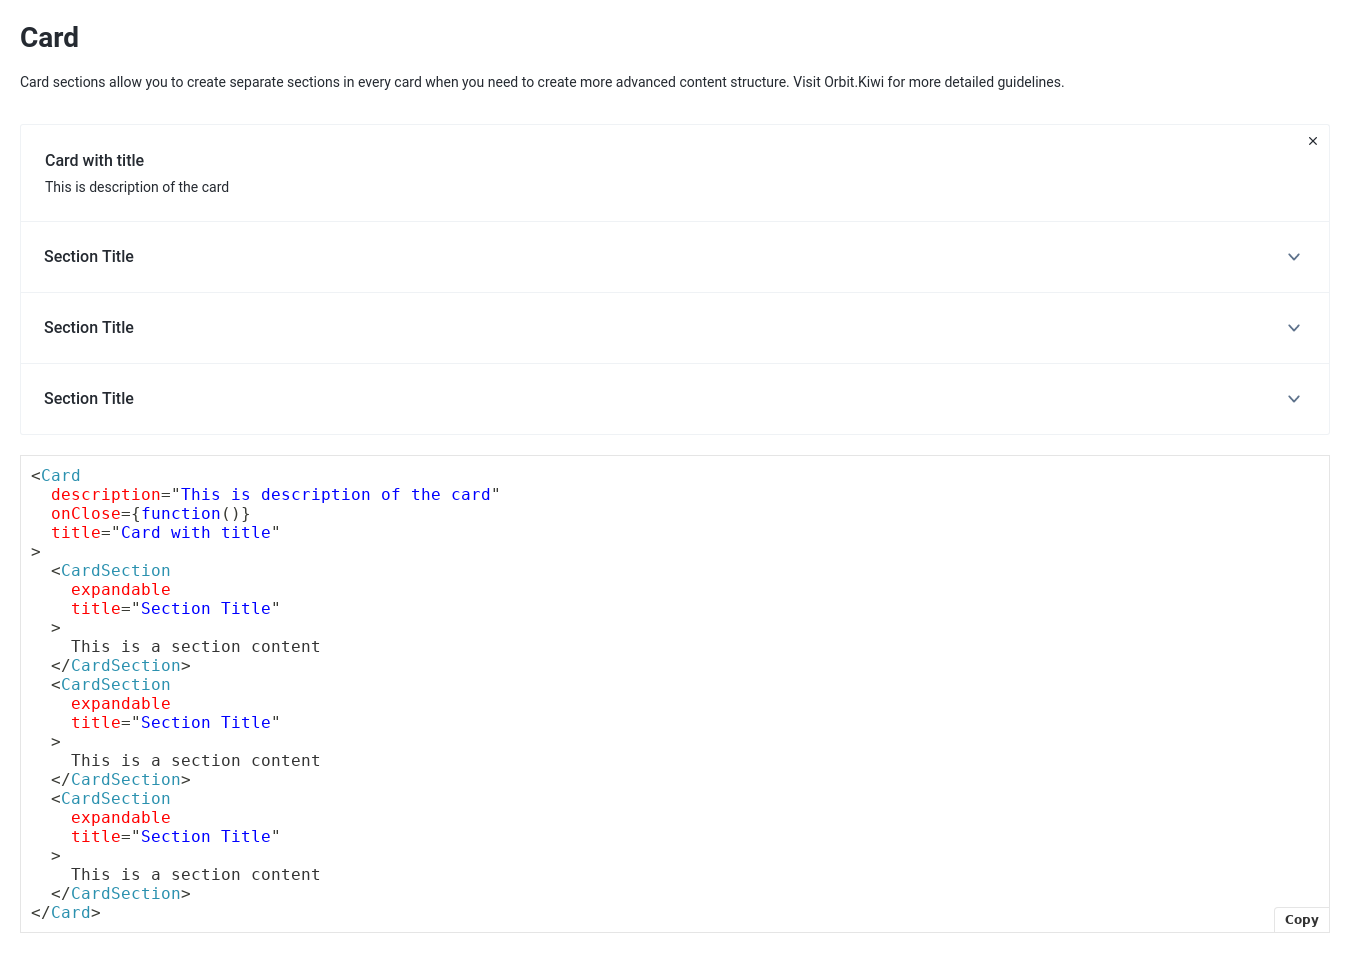 Card
Card sections allow you to create separate sections in every card when you need to create more advanced content structure. Visit Orbit.Kiwi for more detailed guidelines.
Card with title
This is description of the card
Section Title
Section Title
Section Title
<Card
  description="This is description of the card"
  onClose={function()}
  title="Card with title"
>
  <CardSection
    expandable
    title="Section Title"
  >
    This is a section content
  </CardSection>
  <CardSection
    expandable
    title="Section Title"
  >
    This is a section content
  </CardSection>
  <CardSection
    expandable
    title="Section Title"
  >
    This is a section content
  </CardSection>
</Card>
Copy